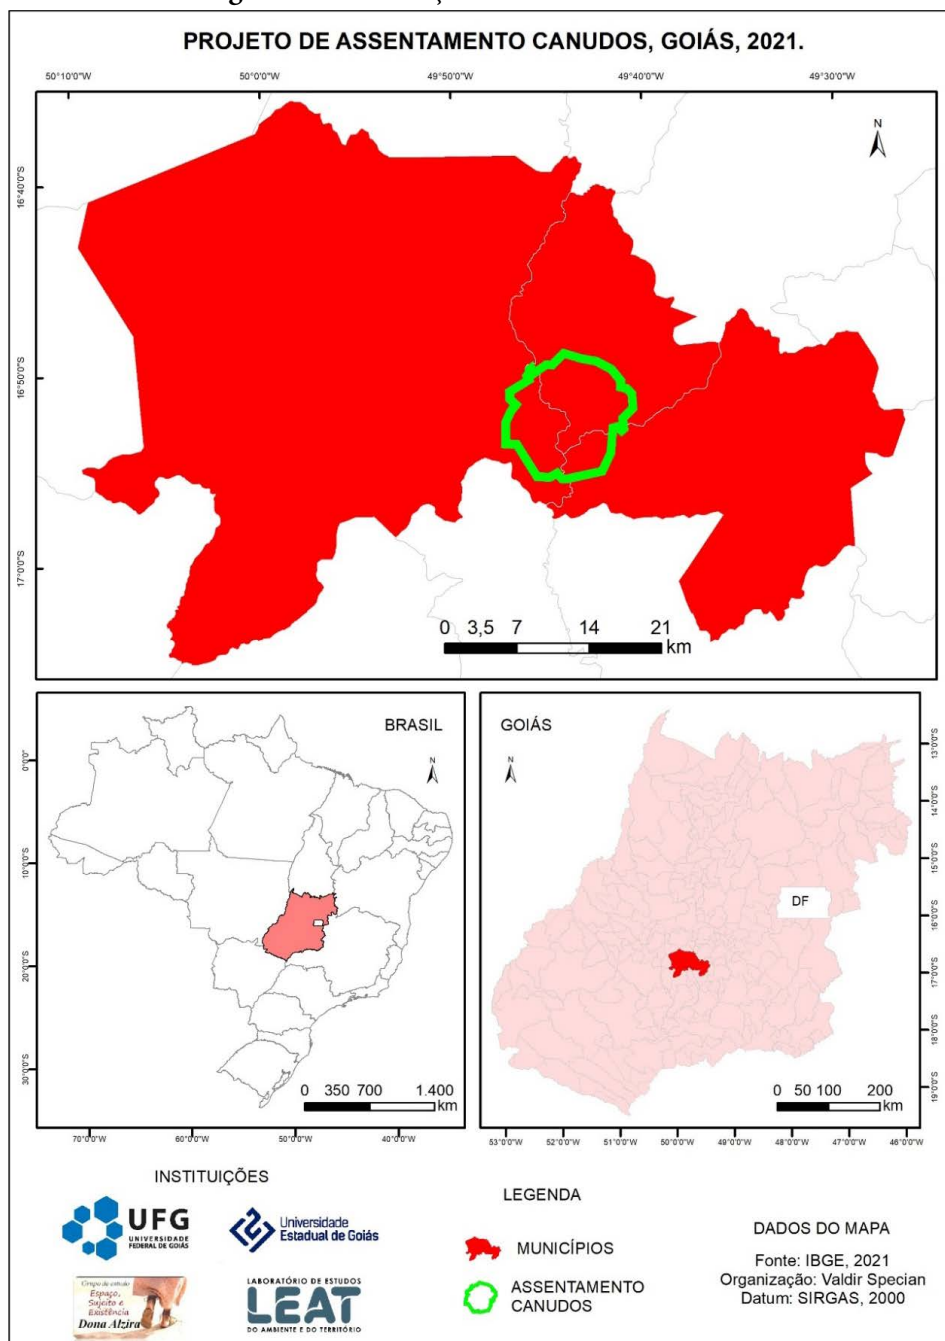 PROJETO DE ASSENTAMENTO CANUDOS, GOIÁS, 2021.
50°10'0"W 50°0'0"W 49°50'0"W 49°40'0"W 49°30'0"W
N
16°40'0"S
16°50'0"S
17°0'0"S
0 3,5 7 14 21
km
BRASIL
N
0°0'0"
10°0'0"S
20°0'0"S
30°0'0"S
0 350 700 1.400
km
70°0'0"W 60°0'0"W 50°0'0"W 40°0'0"W
GOIÁS
N
DF
13°0'0"S
14°0'0"S
15°0'0"S
16°0'0"S
17°0'0"S
18°0'0"S
19°0'0"S
0 50 100 200
km
53°0'0"W 52°0'0"W 51°0'0"W 50°0'0"W 49°0'0"W 48°0'0"W 47°0'0"W 46°0'0"W
INSTITUIÇÕES
UFG
UNIVERSIDADE
FEDERAL DE GOIÁS
Universidade
Estadual de Goiás
Grupo de estudo
Espaço,
Sujeito e
Existência
Dona Alzira
LABORATÓRIO DE ESTUDOS
LEAT
DO AMBIENTE E DO TERRITÓRIO
LEGENDA
MUNICÍPIOS
ASSENTAMENTO
CANUDOS
DADOS DO MAPA
Fonte: IBGE, 2021
Organização: Valdir Specian
Datum: SIRGAS, 2000